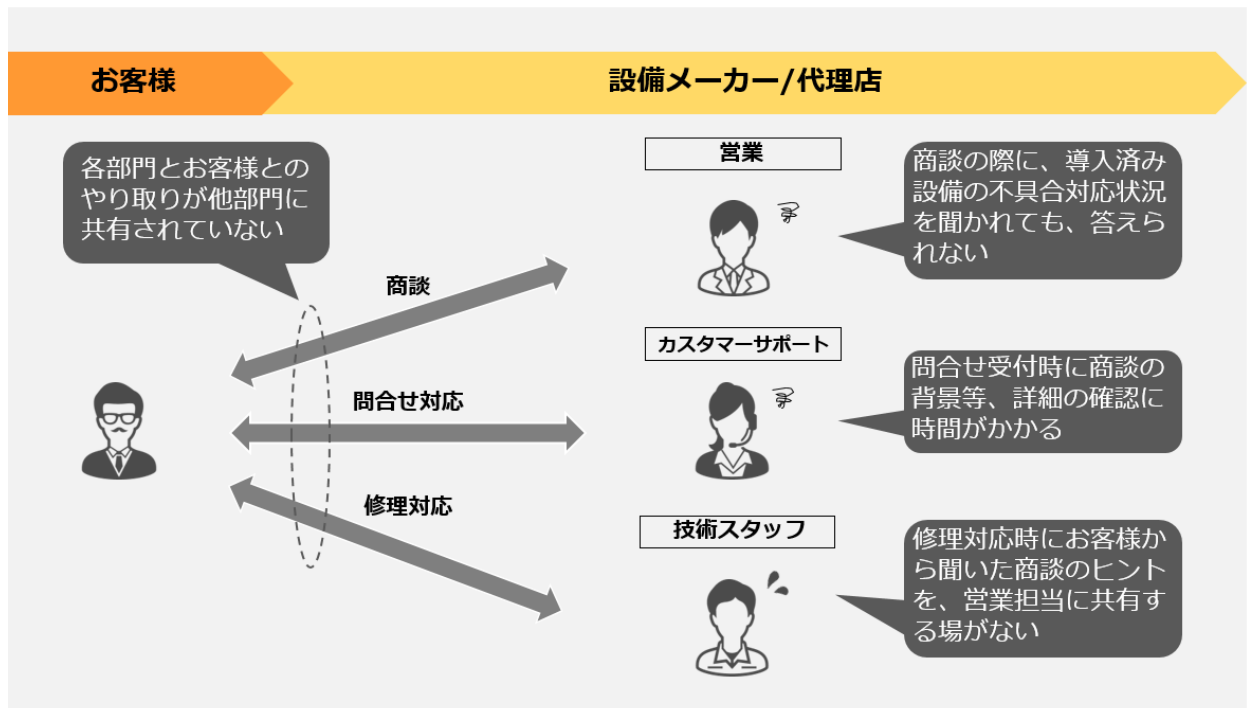 お客様
設備メーカー/代理店
各部門とお客様との
やり取りが他部門に
共有されていない
商談
問合せ対応
修理対応
営業
商談の際に、導入済み
設備の不具合対応状況
を聞かれても、答えら
れない
カスタマーサポート
問合せ受付時に商談の
背景等、詳細の確認に
時間がかかる
技術スタッフ
修理対応時にお客様か
ら聞いた商談のヒント
を、営業担当に共有す
る場がない